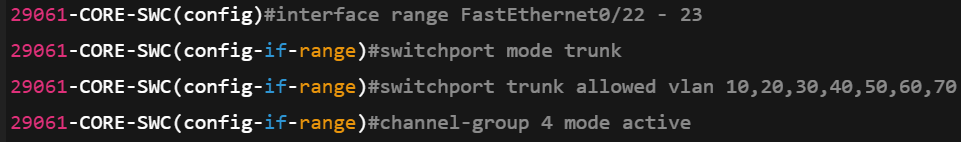 29061-CORE-SWC(config)#interface range FastEthernet0/22 - 23
29061-CORE-SWC(config-if-range)#switchport mode trunk
29061-CORE-SWC(config-if-range)#switchport trunk allowed vlan 10,20,30,40,50,60,70
29061-CORE-SWC(config-if-range)#channel-group 4 mode active